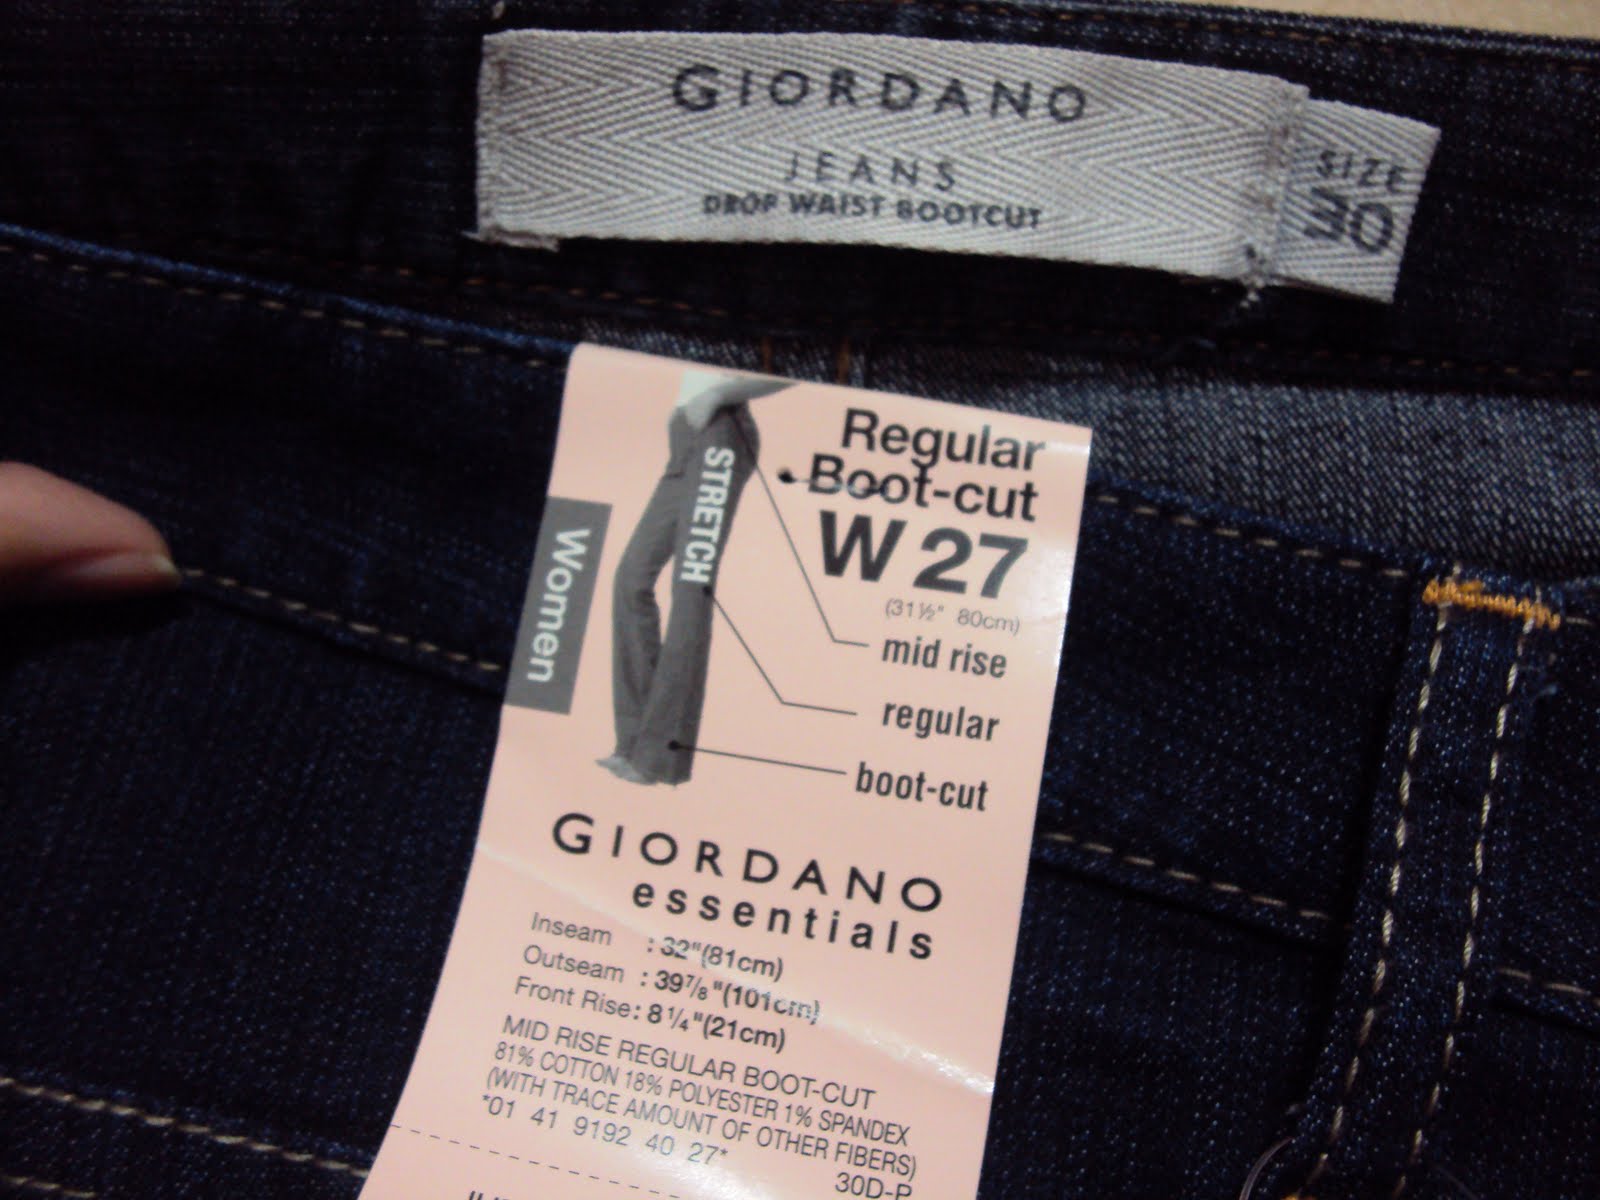 GIORDANO
JEANS
DROP WAIST BOOTCUT
SIZE
30
Regular
Boot-cut
W 27
(31½" 80cm)
STRETCH
Women
mid rise
regular
boot-cut
GIORDANO
essentials
Inseam : 32"(81cm)
Outseam : 39⅞"(101cm)
Front Rise: 8¼"(21cm)
MID RISE REGULAR BOOT-CUT
81% COTTON 18% POLYESTER 1% SPANDEX
(WITH TRACE AMOUNT OF OTHER FIBERS)
*01 41 9192 40 27*
30D-P